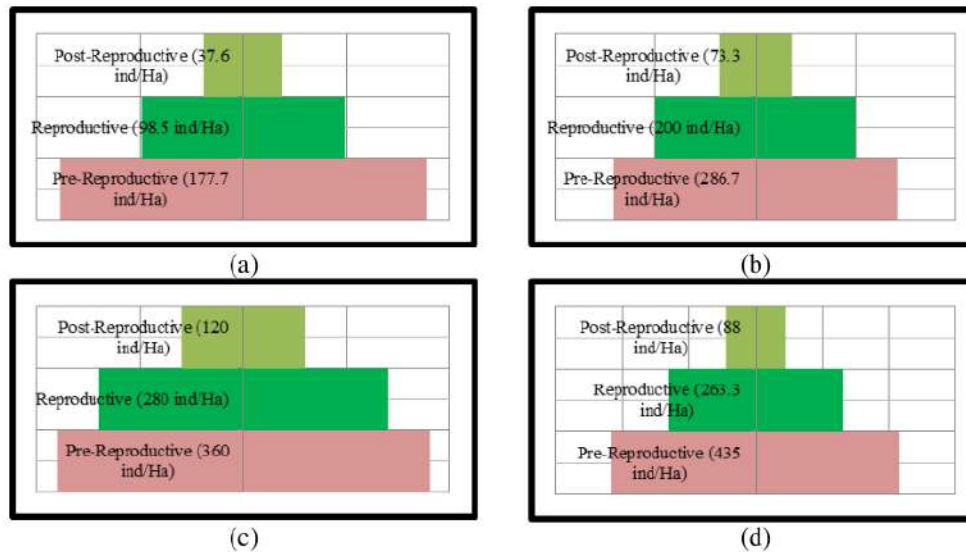 Post-Reproductive (37.6
ind/Ha)
Reproductive (98.5 ind/Ha)
Pre-Reproductive (177.7
ind/Ha)
(a)
Post-Reproductive (73.3
ind/Ha)
Reproductive (200 ind/Ha)
Pre-Reproductive (286.7
ind/Ha)
(b)
Post-Reproductive (120
ind/Ha)
Reproductive (280 ind/Ha)
Pre-Reproductive (360
ind/Ha)
(c)
Post-Reproductive (88
ind/Ha)
Reproductive (263.3
ind/Ha)
Pre-Reproductive (435
ind/Ha)
(d)